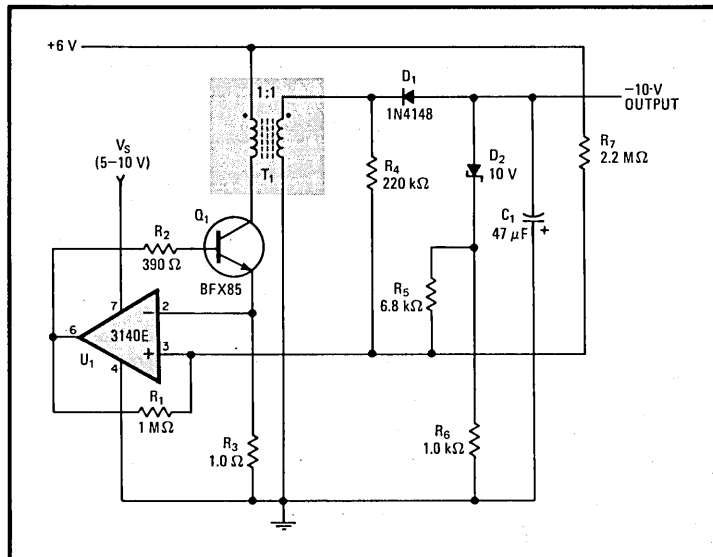 +6 V
1:1
T₁
D₁
1N4148
−10-V
OUTPUT
R₇
2.2 MΩ
V_S
(5–10 V)
R₄
220 kΩ
D₂
10 V
C₁
47 µF
+
Q₁
BFX85
R₂
390 Ω
R₅
6.8 kΩ
7
2
−
6
3140E
3
+
U₁
4
R₁
1 MΩ
R₃
1.0 Ω
R₆
1.0 kΩ